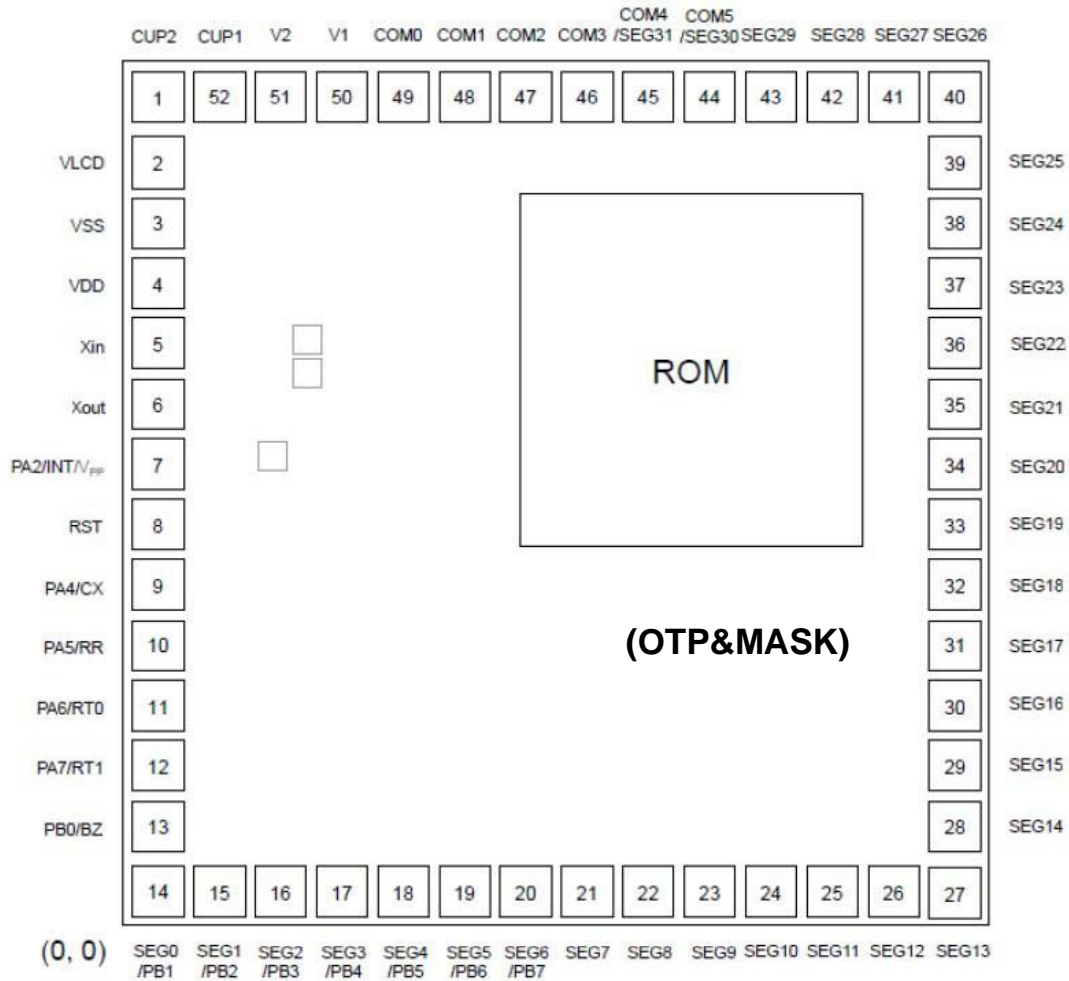 COM4 COM5
CUP2 CUP1 V2 V1 COM0 COM1 COM2 COM3 /SEG31 /SEG30 SEG29 SEG28 SEG27 SEG26
1 52 51 50 49 48 47 46 45 44 43 42 41 40
VLCD 2 39 SEG25
VSS 3 38 SEG24
VDD 4 37 SEG23
Xin 5 36 SEG22
ROM
Xout 6 35 SEG21
PA2/INT/VPP 7 34 SEG20
RST 8 33 SEG19
PA4/CX 9 32 SEG18
PA5/RR 10 (OTP&MASK) 31 SEG17
PA6/RT0 11 30 SEG16
PA7/RT1 12 29 SEG15
PB0/BZ 13 28 SEG14
14 15 16 17 18 19 20 21 22 23 24 25 26 27
(0, 0) SEG0 SEG1 SEG2 SEG3 SEG4 SEG5 SEG6 SEG7 SEG8 SEG9 SEG10 SEG11 SEG12 SEG13
/PB1 /PB2 /PB3 /PB4 /PB5 /PB6 /PB7